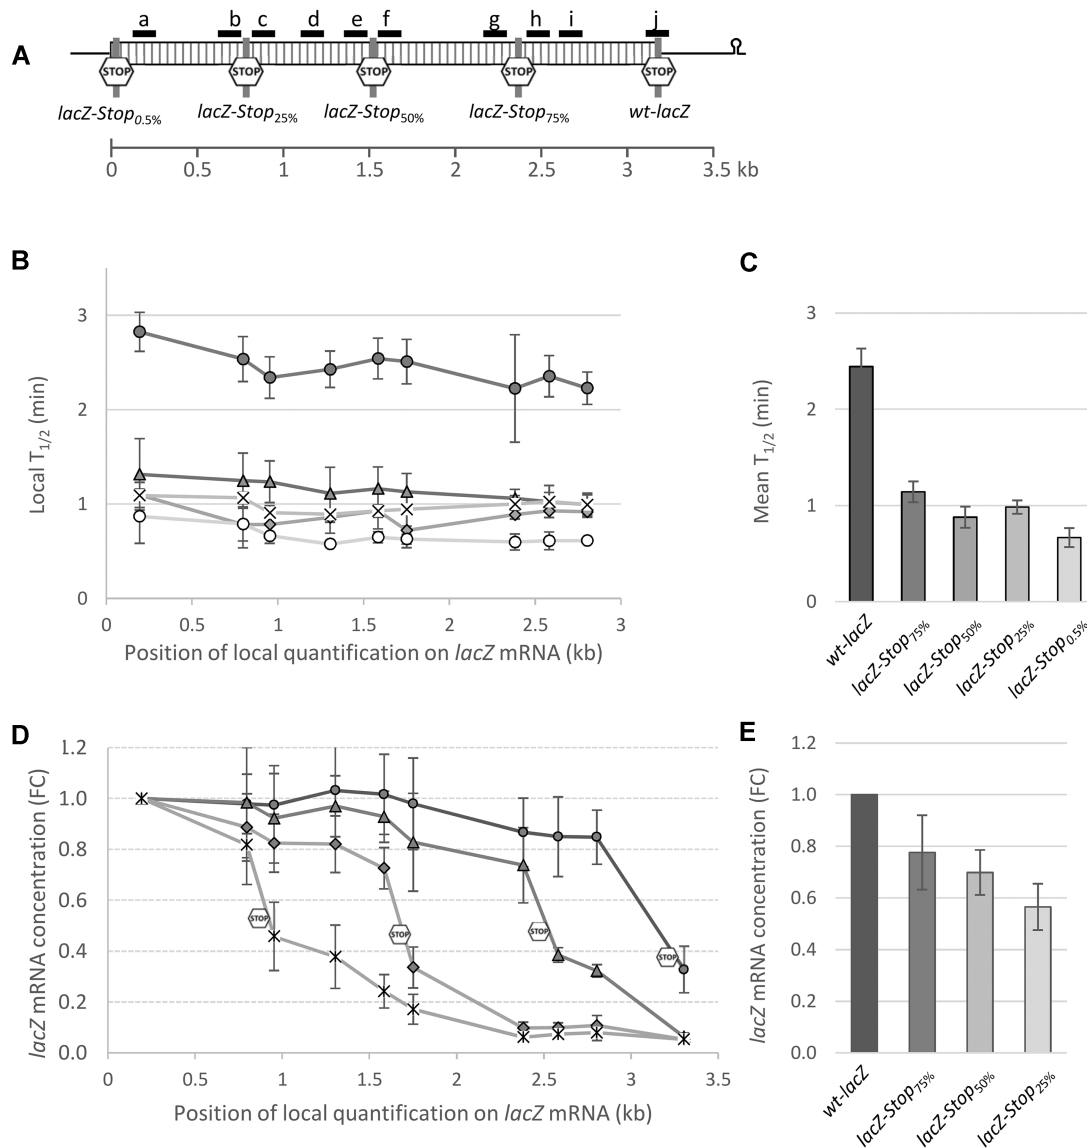 a b c d e f g h i j
A
STOP STOP STOP STOP STOP
lacZ-Stop0.5% lacZ-Stop25% lacZ-Stop50% lacZ-Stop75% wt-lacZ
0 0.5 1 1.5 2 2.5 3 3.5 kb
B
Local T1/2 (min)
3
2
1
0
0 0.5 1 1.5 2 2.5 3
Position of local quantification on lacZ mRNA (kb)
C
Mean T1/2 (min)
3
2
1
0
wt-lacZ lacZ-Stop75% lacZ-Stop50% lacZ-Stop25% lacZ-Stop0.5%
D
lacZ mRNA concentration (FC)
1.2
1.0
0.8
0.6
0.4
0.2
0.0
STOP STOP STOP STOP
0 0.5 1 1.5 2 2.5 3 3.5
Position of local quantification on lacZ mRNA (kb)
E
lacZ mRNA concentration (FC)
1.2
1.0
0.8
0.6
0.4
0.2
0.0
wt-lacZ lacZ-Stop75% lacZ-Stop50% lacZ-Stop25%